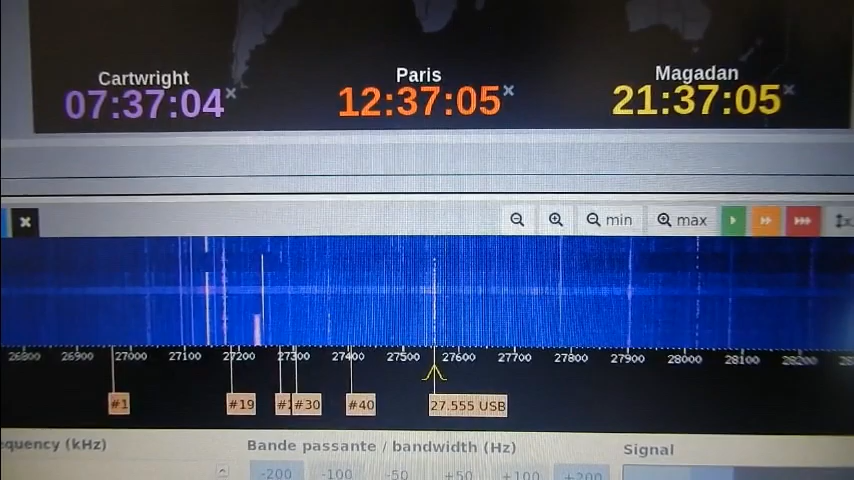 Cartwright Paris Magadan
07:37:04 × 12:37:05 × 21:37:05 ×
× min max
26800 26900 27000 27100 27200 27300 27400 27500 27600 27700 27800 27900 28000 28100 28200
#1 #19 #30 #40 27.555 USB
equency (kHz) Bande passante / bandwidth (Hz) Signal
-200 -100 -50 +50 +100 +200